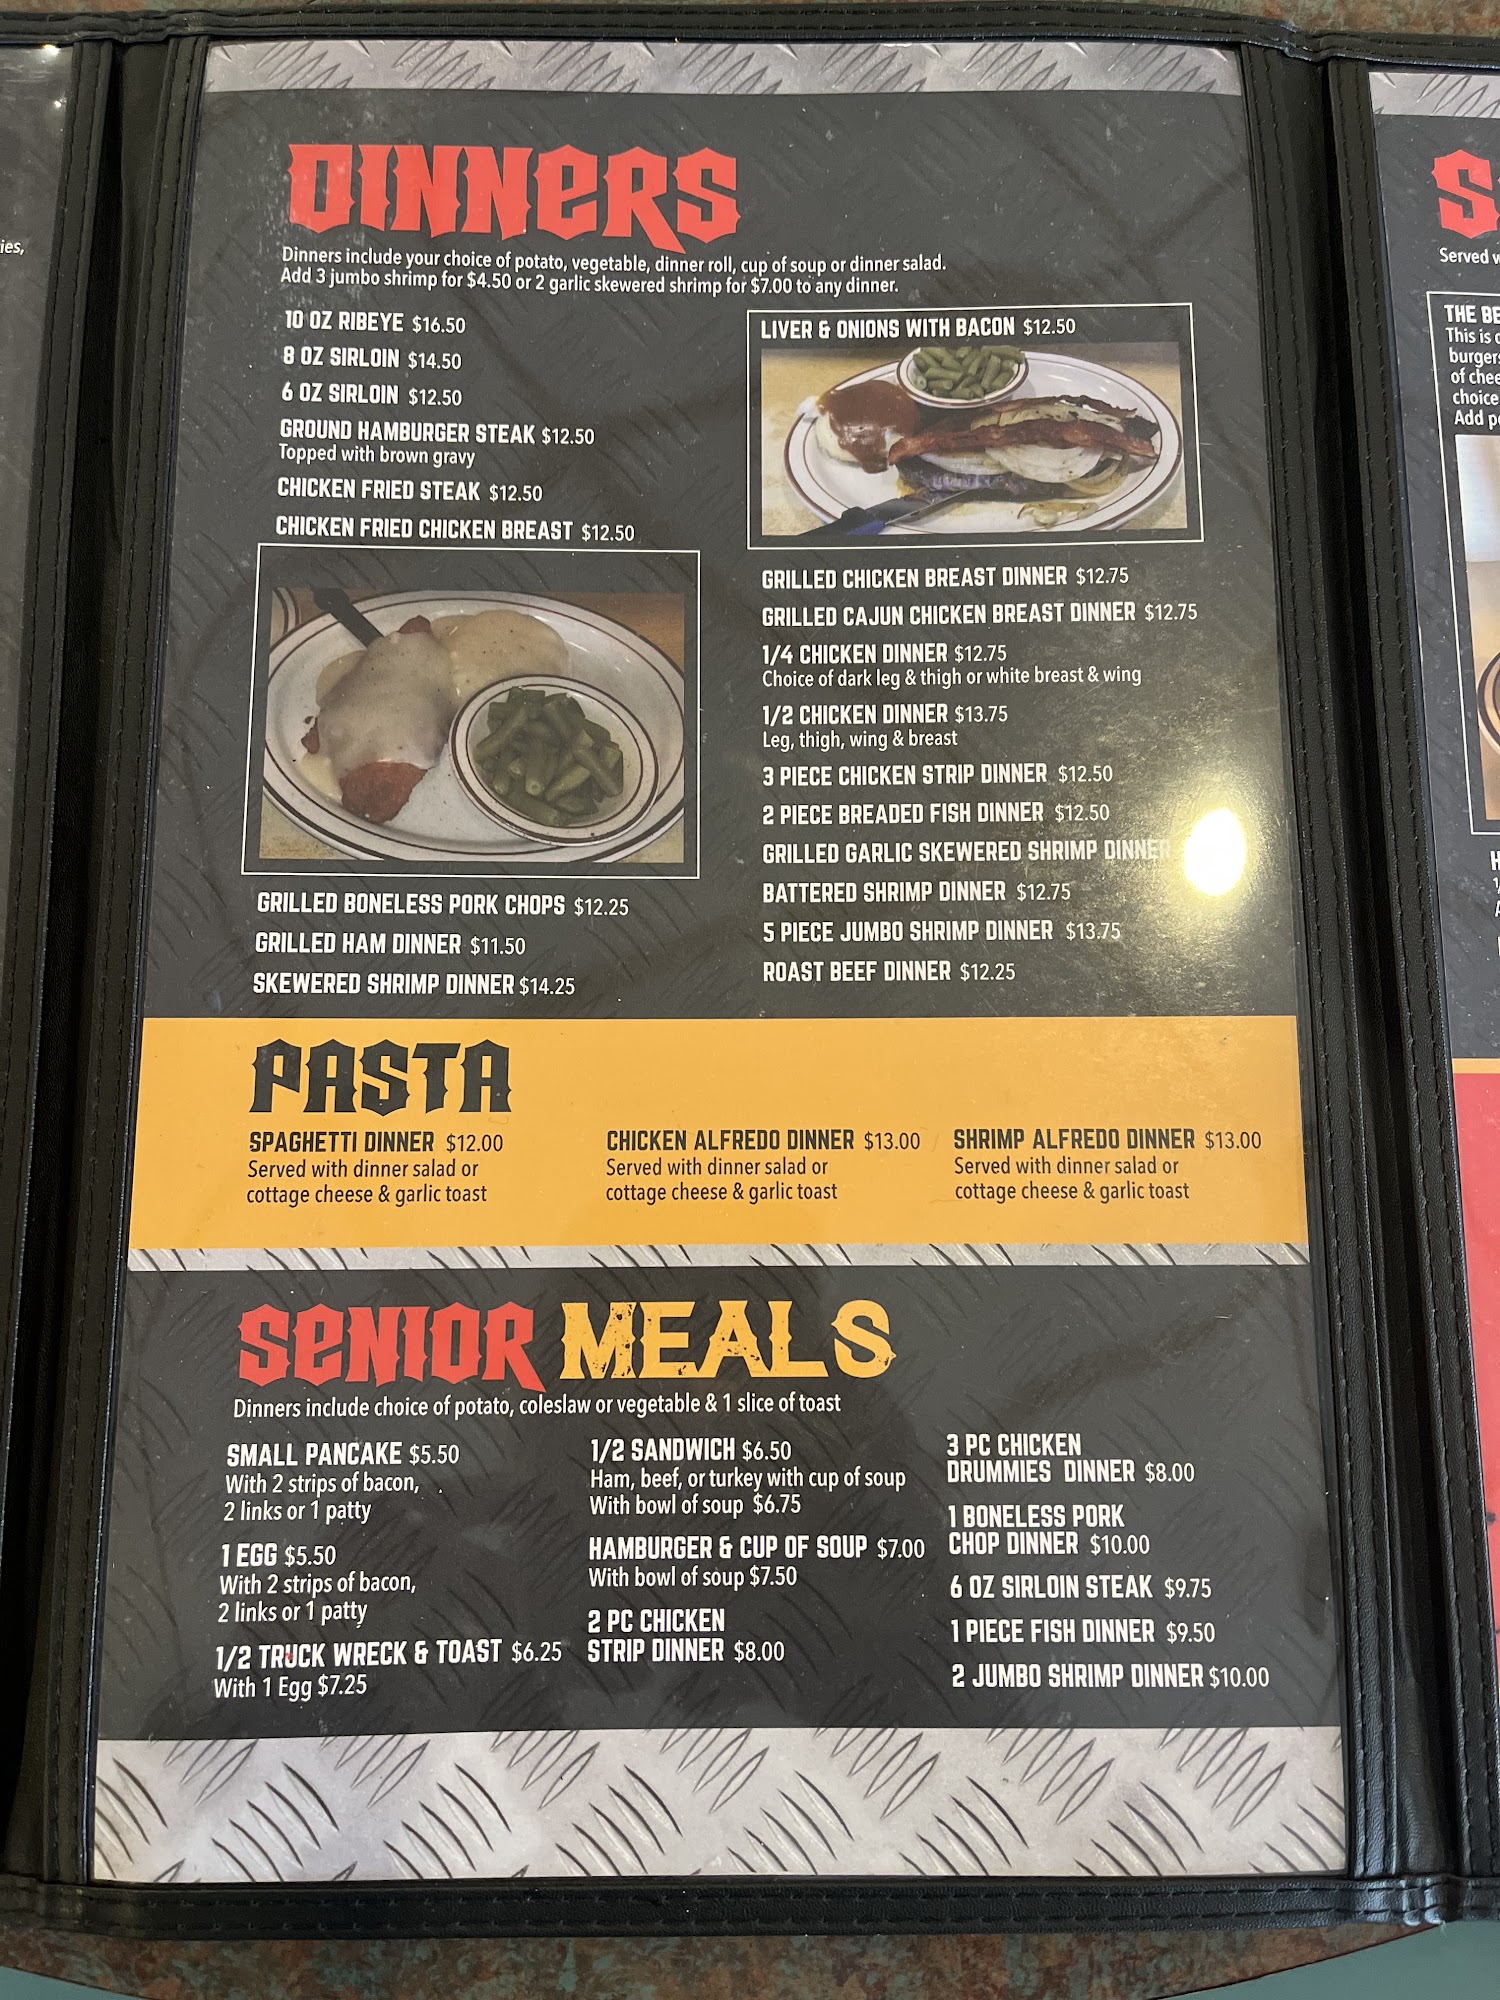 ies,
DINNERS
Dinners include your choice of potato, vegetable, dinner roll, cup of soup or dinner salad.
Add 3 jumbo shrimp for $4.50 or 2 garlic skewered shrimp for $7.00 to any dinner.
10 OZ RIBEYE $16.50
8 OZ SIRLOIN $14.50
6 OZ SIRLOIN $12.50
GROUND HAMBURGER STEAK $12.50
Topped with brown gravy
CHICKEN FRIED STEAK $12.50
CHICKEN FRIED CHICKEN BREAST $12.50
GRILLED BONELESS PORK CHOPS $12.25
GRILLED HAM DINNER $11.50
SKEWERED SHRIMP DINNER $14.25
LIVER & ONIONS WITH BACON $12.50
GRILLED CHICKEN BREAST DINNER $12.75
GRILLED CAJUN CHICKEN BREAST DINNER $12.75
1/4 CHICKEN DINNER $12.75
Choice of dark leg & thigh or white breast & wing
1/2 CHICKEN DINNER $13.75
Leg, thigh, wing & breast
3 PIECE CHICKEN STRIP DINNER $12.50
2 PIECE BREADED FISH DINNER $12.50
GRILLED GARLIC SKEWERED SHRIMP DINNER
BATTERED SHRIMP DINNER $12.75
5 PIECE JUMBO SHRIMP DINNER $13.75
ROAST BEEF DINNER $12.25
PASTA
SPAGHETTI DINNER $12.00
Served with dinner salad or
cottage cheese & garlic toast
CHICKEN ALFREDO DINNER $13.00
Served with dinner salad or
cottage cheese & garlic toast
SHRIMP ALFREDO DINNER $13.00
Served with dinner salad or
cottage cheese & garlic toast
SENIOR MEALS
Dinners include choice of potato, coleslaw or vegetable & 1 slice of toast
SMALL PANCAKE $5.50
With 2 strips of bacon,
2 links or 1 patty
1 EGG $5.50
With 2 strips of bacon,
2 links or 1 patty
1/2 TRUCK WRECK & TOAST $6.25
With 1 Egg $7.25
1/2 SANDWICH $6.50
Ham, beef, or turkey with cup of soup
With bowl of soup $6.75
HAMBURGER & CUP OF SOUP $7.00
With bowl of soup $7.50
2 PC CHICKEN
STRIP DINNER $8.00
3 PC CHICKEN
DRUMMIES DINNER $8.00
1 BONELESS PORK
CHOP DINNER $10.00
6 OZ SIRLOIN STEAK $9.75
1 PIECE FISH DINNER $9.50
2 JUMBO SHRIMP DINNER $10.00
S
Served w
THE BE
This is
burgers
of chee
choice
Add p